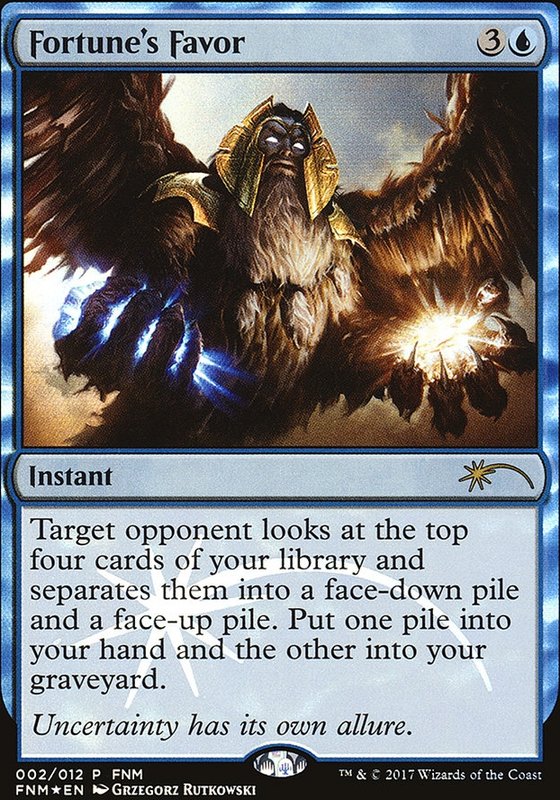 Fortune's Favor 3
Instant
Target opponent looks at the top
four cards of your library and
separates them into a face-down pile
and a face-up pile. Put one pile into
your hand and the other into your
graveyard.
Uncertainty has its own allure.
002/012 P FNM
FNM★EN Grzegorz Rutkowski
™ & © 2017 Wizards of the Coast